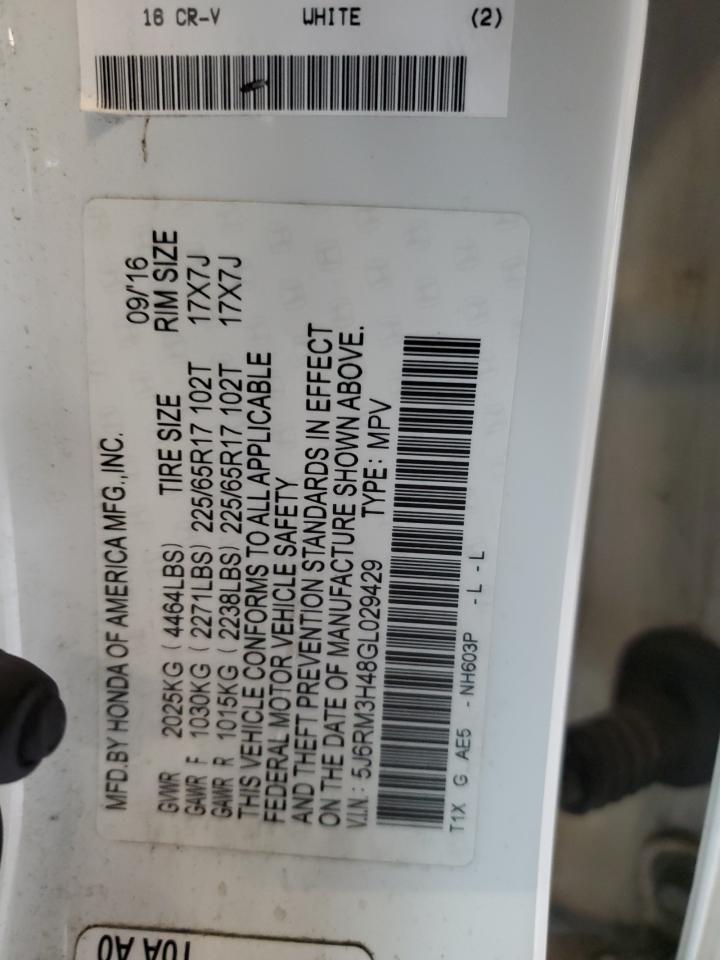 16 CR-V WHITE (2)
MFD.BY HONDA OF AMERICA MFG.,INC. 09/'16
GVWR 2025KG ( 4464LBS) TIRE SIZE RIM SIZE
GAWR F 1030KG ( 2271LBS) 225/65R17 102T 17X7J
GAWR R 1015KG ( 2238LBS) 225/65R17 102T 17X7J
THIS VEHICLE CONFORMS TO ALL APPLICABLE
FEDERAL MOTOR VEHICLE SAFETY
AND THEFT PREVENTION STANDARDS IN EFFECT
ON THE DATE OF MANUFACTURE SHOWN ABOVE.
V.I.N.: 5J6RM3H48GL029429 TYPE: MPV
T1X G AE5 - NH603P - L - L
10A A0